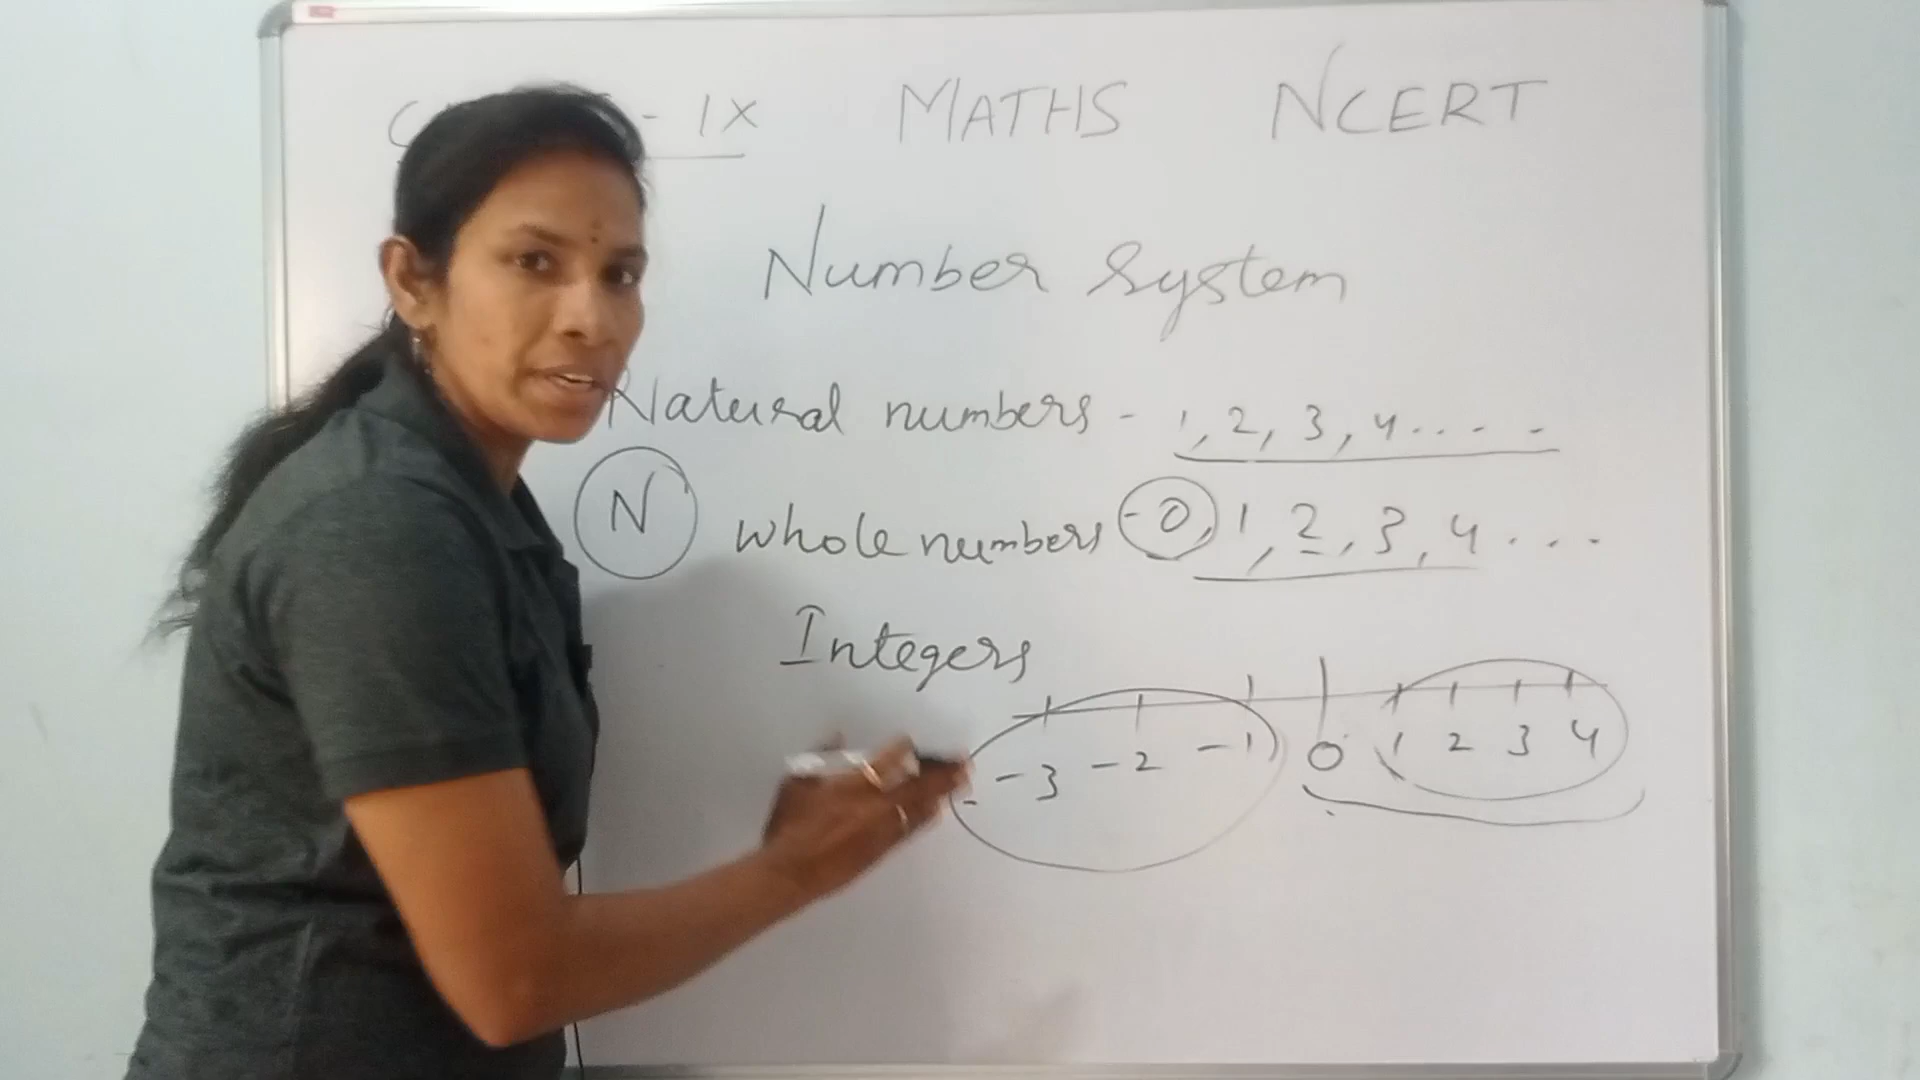 - IX MATHS NCERT
Number System
Natural numbers - 1, 2, 3, 4 .....
N whole numbers - 0, 1, 2, 3, 4 ....
Integers
- -3 -2 -1 0 1 2 3 4